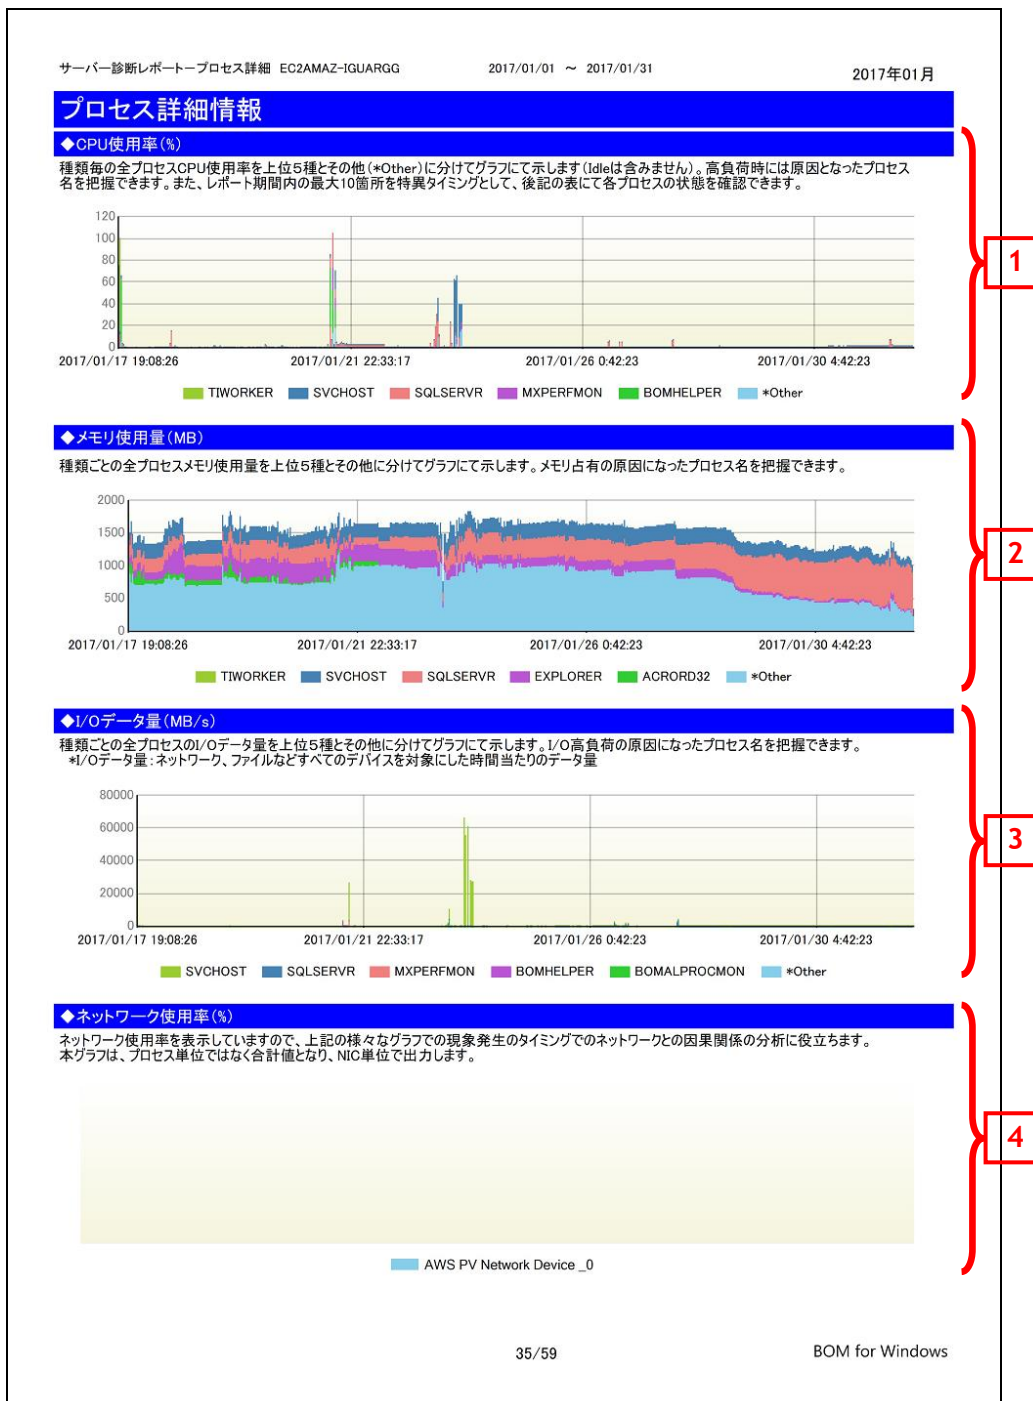 サーバー診断レポートープロセス詳細 EC2AMAZ-IGUARGG 2017/01/01 ～ 2017/01/31
2017年01月
プロセス詳細情報
◆CPU使用率(%)
種類毎の全プロセスCPU使用率を上位5種とその他(*Other)に分けてグラフにて示します(Idleは含みません)。高負荷時には原因となったプロセス
名を把握できます。また、レポート期間内の最大10箇所を特異タイミングとして、後記の表にて各プロセスの状態を確認できます。
120
100
80
60
40
20
0
2017/01/17 19:08:26 2017/01/21 22:33:17 2017/01/26 0:42:23 2017/01/30 4:42:23
TIWORKER SVCHOST SQLSERVR MXPERFMON BOMHELPER *Other
1
◆メモリ使用量(MB)
種類ごとの全プロセスメモリ使用量を上位5種とその他に分けてグラフにて示します。メモリ占有の原因になったプロセス名を把握できます。
2000
1500
1000
500
0
2017/01/17 19:08:26 2017/01/21 22:33:17 2017/01/26 0:42:23 2017/01/30 4:42:23
TIWORKER SVCHOST SQLSERVR EXPLORER ACRORD32 *Other
2
◆I/Oデータ量(MB/s)
種類ごとの全プロセスのI/Oデータ量を上位5種とその他に分けてグラフにて示します。I/O高負荷の原因になったプロセス名を把握できます。
*I/Oデータ量:ネットワーク、ファイルなどすべてのデバイスを対象にした時間当たりのデータ量
80000
60000
40000
20000
0
2017/01/17 19:08:26 2017/01/21 22:33:17 2017/01/26 0:42:23 2017/01/30 4:42:23
SVCHOST SQLSERVR MXPERFMON BOMHELPER BOMALPROCMON *Other
3
◆ネットワーク使用率(%)
ネットワーク使用率を表示していますので、上記の様々なグラフでの現象発生のタイミングでのネットワークとの因果関係の分析に役立ちます。
本グラフは、プロセス単位ではなく合計値となり、NIC単位で出力します。
AWS PV Network Device _0
4
35/59
BOM for Windows